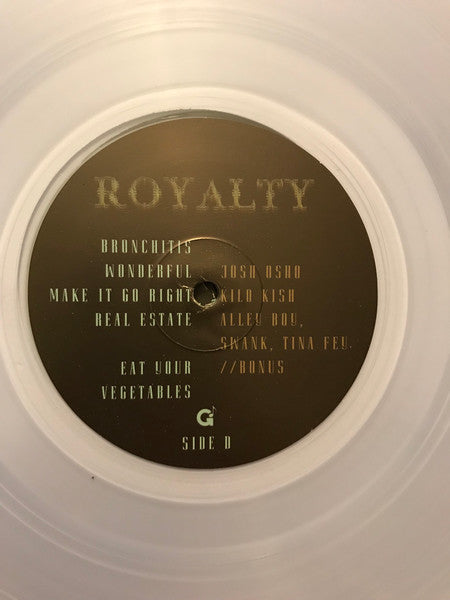 ROYALTY
BRONCHITIS
WONDERFUL JOSH OSHO
MAKE IT GO RIGHT KILO KISH
REAL ESTATE ALLEY BOY,
SWANK, TINA FEY.
EAT YOUR //BONUS
VEGETABLES
G
SIDE D